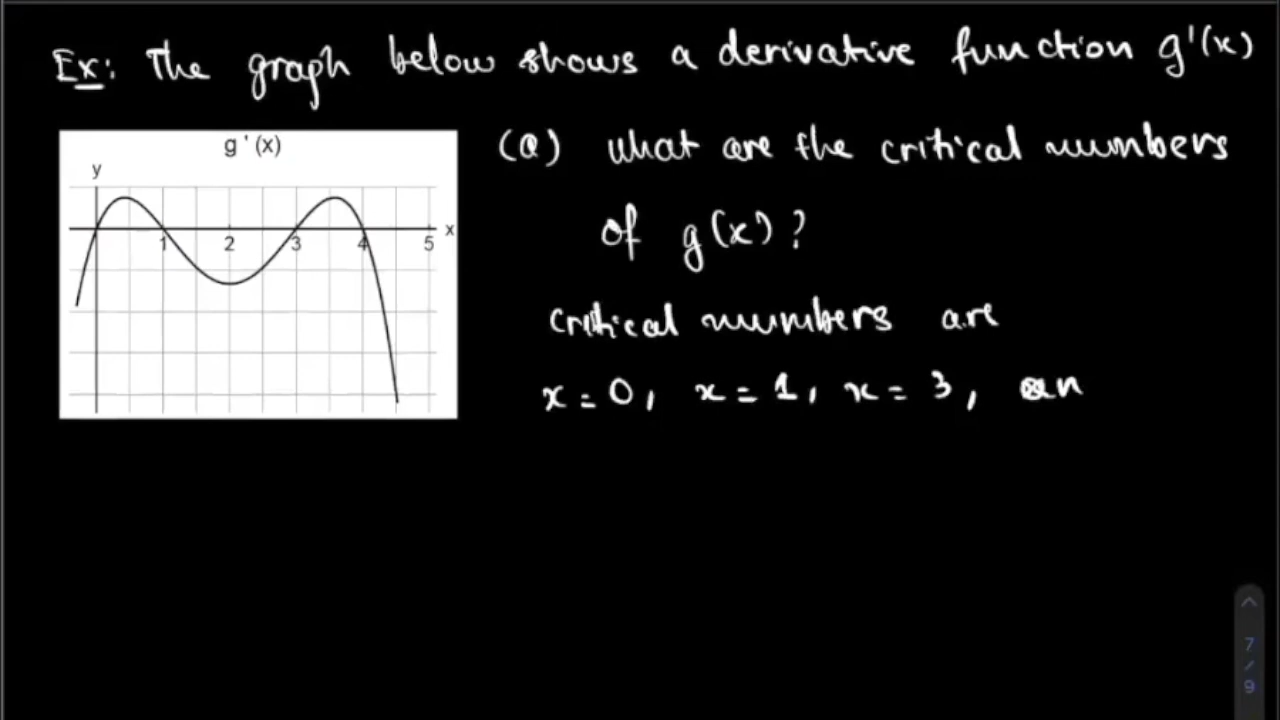 Ex: The graph below shows a derivative function g'(x)
g ' (x)
y
1 2 3 4 5 x
(a) what are the critical numbers
of g(x)?
critical numbers are
x = 0, x = 1, x = 3, an
7
/
9